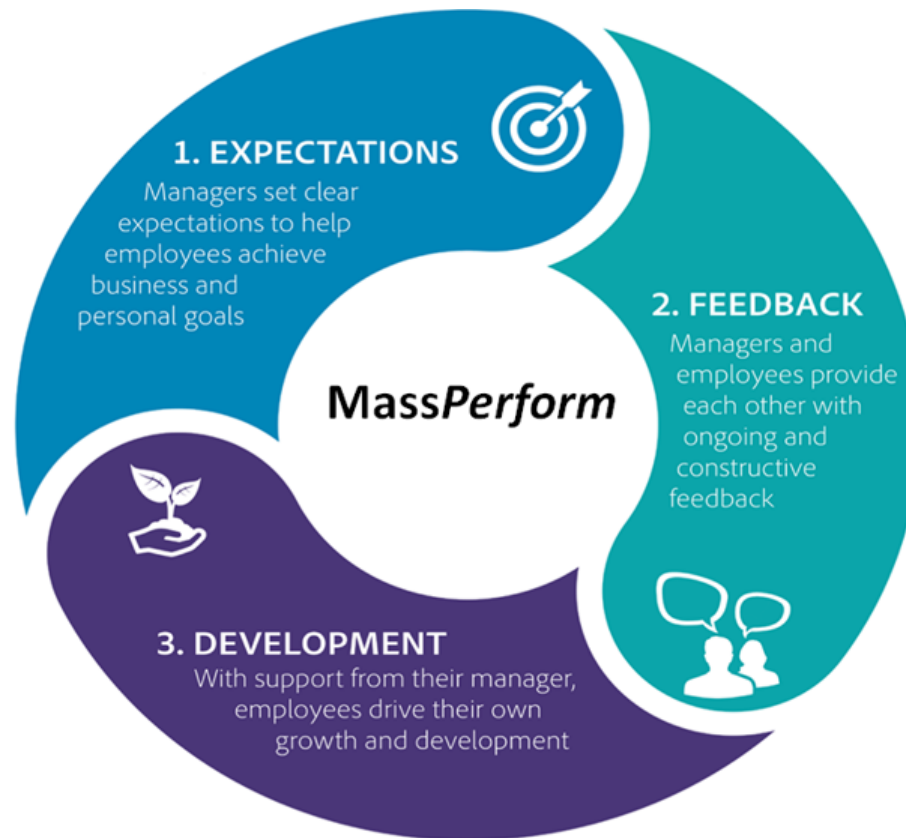 1. EXPECTATIONS
Managers set clear
expectations to help
employees achieve
business and
personal goals
2. FEEDBACK
Managers and
employees provide
each other with
ongoing and
constructive
feedback
MassPerform
3. DEVELOPMENT
With support from their manager,
employees drive their own
growth and development